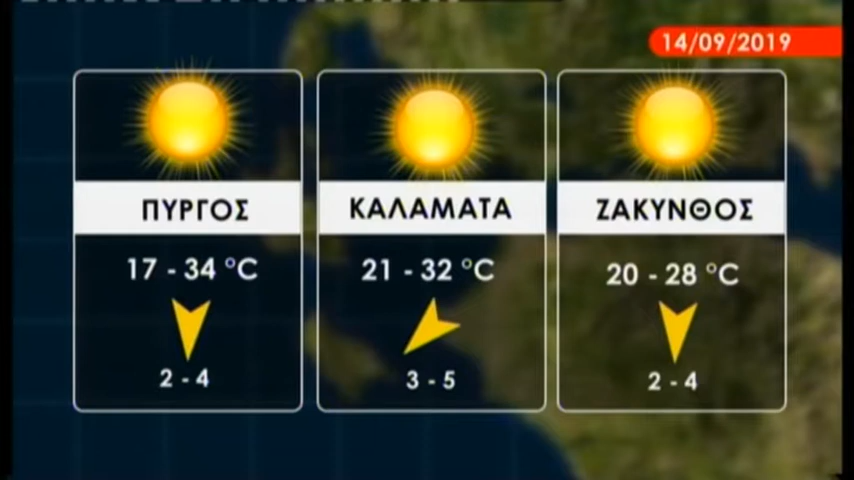 14/09/2019
ΠΥΡΓΟΣ
17 - 34 °C
2 - 4
ΚΑΛΑΜΑΤΑ
21 - 32 °C
3 - 5
ΖΑΚΥΝΘΟΣ
20 - 28 °C
2 - 4